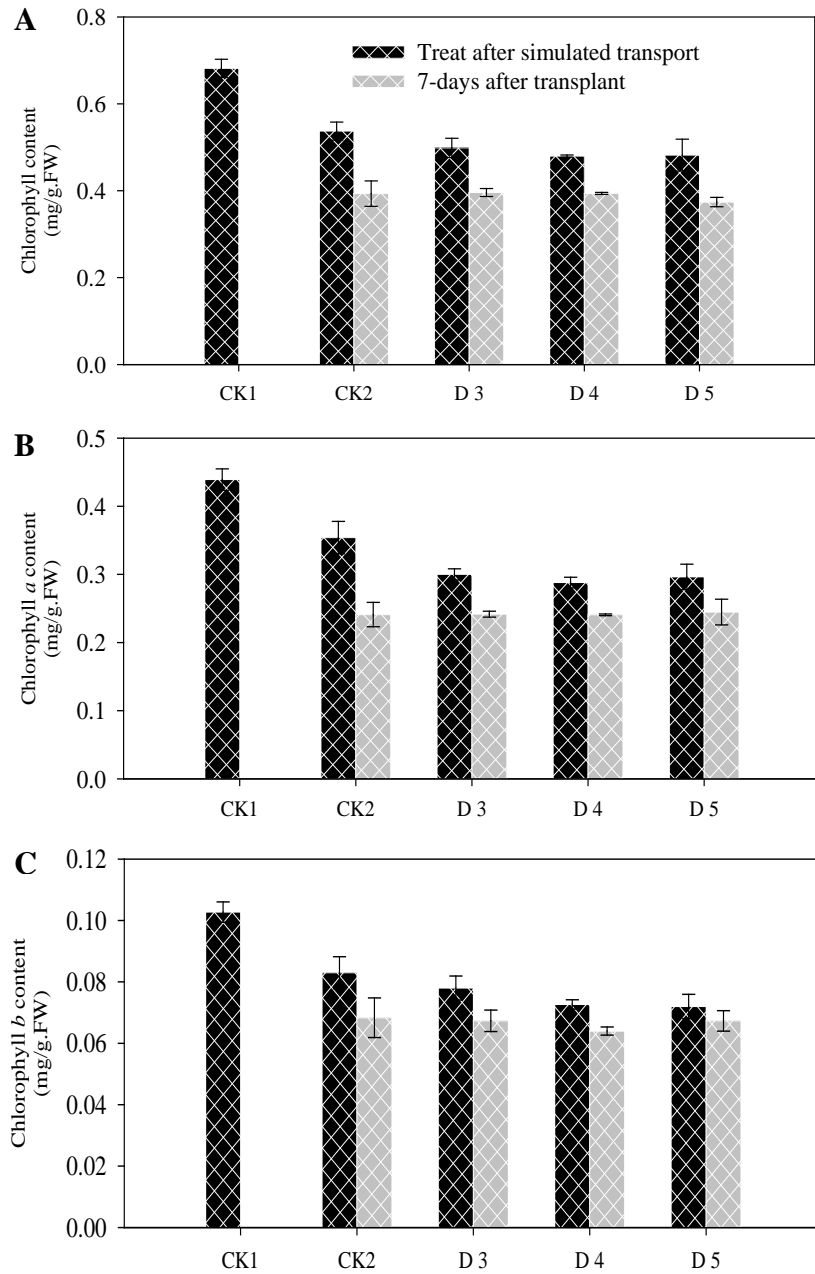 A
0.8
0.6
0.4
0.2
0.0
Chlorophyll content
(mg/g.FW)
Treat after simulated transport
7-days after transplant
CK1 CK2 D 3 D 4 D 5
B
0.5
0.4
0.3
0.2
0.1
0.0
Chlorophyll a content
(mg/g.FW)
CK1 CK2 D 3 D 4 D 5
C
0.12
0.10
0.08
0.06
0.04
0.02
0.00
Chlorophyll b content
(mg/g.FW)
CK1 CK2 D 3 D 4 D 5